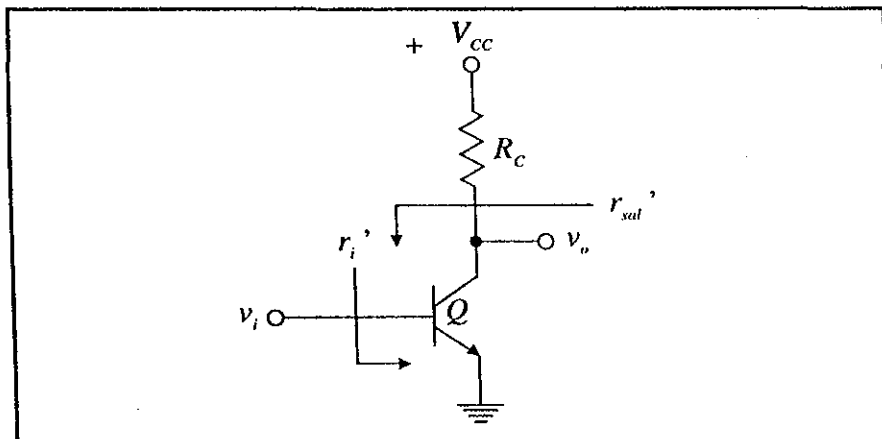 + V_CC
R_C
r_sal'
r_i'
v_o
v_i
Q